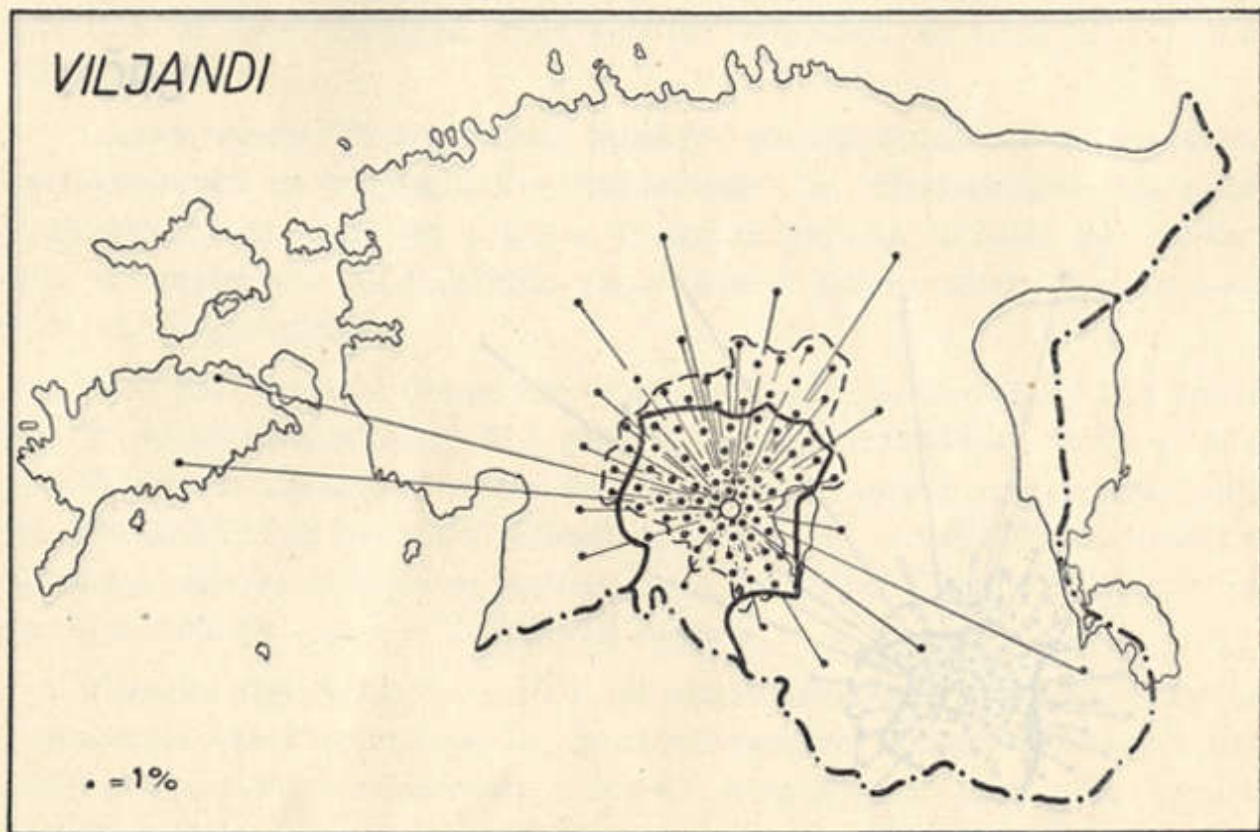 VILJANDI
• = 1%